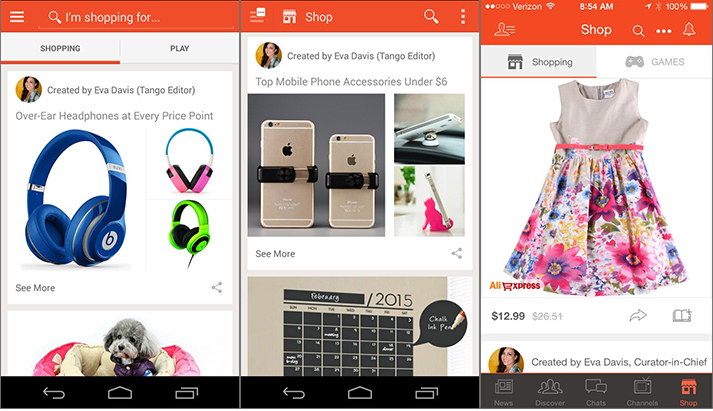 I'm shopping for...
SHOPPING
PLAY
Created by Eva Davis (Tango Editor)
Over-Ear Headphones at Every Price Point
b
See More
Shop
Created by Eva Davis (Tango Editor)
Top Mobile Phone Accessories Under $6
iPhone
iPhone
See More
February /2015
Chalk
Ink Pen
Verizon
8:54 AM
Shop
Shopping
GAMES
AliExpress
$12.99 $26.51
Created by Eva Davis, Curator-in-Chief
News
Discover
Chats
Channels
Shop